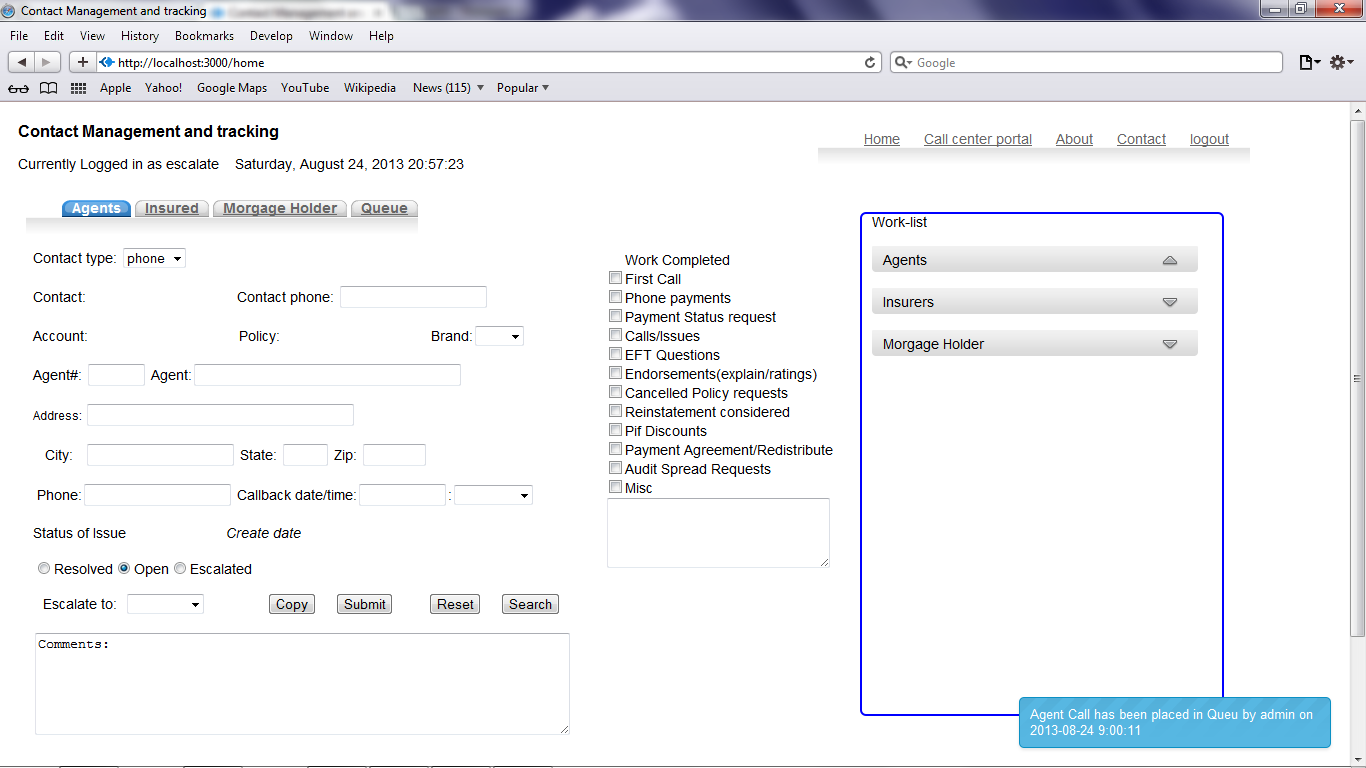 Contact Management and tracking
File Edit View History Bookmarks Develop Window Help
http://localhost:3000/home
Google
Apple Yahoo! Google Maps YouTube Wikipedia News (115) Popular
Contact Management and tracking
Home Call center portal About Contact logout
Currently Logged in as escalate Saturday, August 24, 2013 20:57:23
Agents Insured Morgage Holder Queue
Contact type: phone
Contact:
Contact phone:
Account:
Policy:
Brand:
Agent#:
Agent:
Address:
City:
State:
Zip:
Phone:
Callback date/time:
:
Status of Issue
Create date
Resolved Open Escalated
Escalate to:
Copy Submit Reset Search
Comments:
Work Completed
First Call
Phone payments
Payment Status request
Calls/Issues
EFT Questions
Endorsements(explain/ratings)
Cancelled Policy requests
Reinstatement considered
Pif Discounts
Payment Agreement/Redistribute
Audit Spread Requests
Misc
Work-list
Agents
Insurers
Morgage Holder
Agent Call has been placed in Queu by admin on
2013-08-24 9:00:11